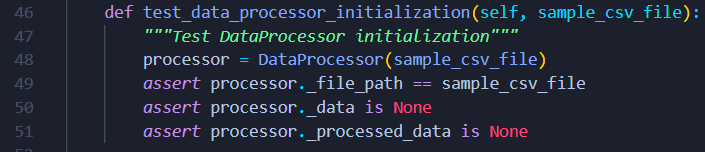 46 def test_data_processor_initialization(self, sample_csv_file):
47 """Test DataProcessor initialization"""
48 processor = DataProcessor(sample_csv_file)
49 assert processor._file_path == sample_csv_file
50 assert processor._data is None
51 assert processor._processed_data is None